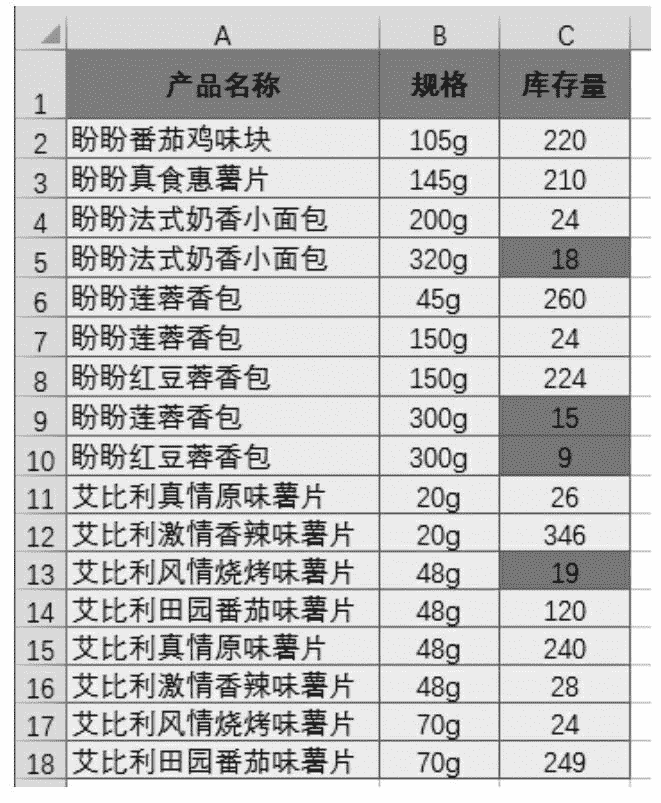 A B C
1 产品名称 规格 库存量
2 盼盼番茄鸡味块 105g 220
3 盼盼真食惠薯片 145g 210
4 盼盼法式奶香小面包 200g 24
5 盼盼法式奶香小面包 320g 18
6 盼盼莲蓉香包 45g 260
7 盼盼莲蓉香包 150g 24
8 盼盼红豆蓉香包 150g 224
9 盼盼莲蓉香包 300g 15
10 盼盼红豆蓉香包 300g 9
11 艾比利真情原味薯片 20g 26
12 艾比利激情香辣味薯片 20g 346
13 艾比利风情烧烤味薯片 48g 19
14 艾比利田园番茄味薯片 48g 120
15 艾比利真情原味薯片 48g 240
16 艾比利激情香辣味薯片 48g 28
17 艾比利风情烧烤味薯片 70g 24
18 艾比利田园番茄味薯片 70g 249